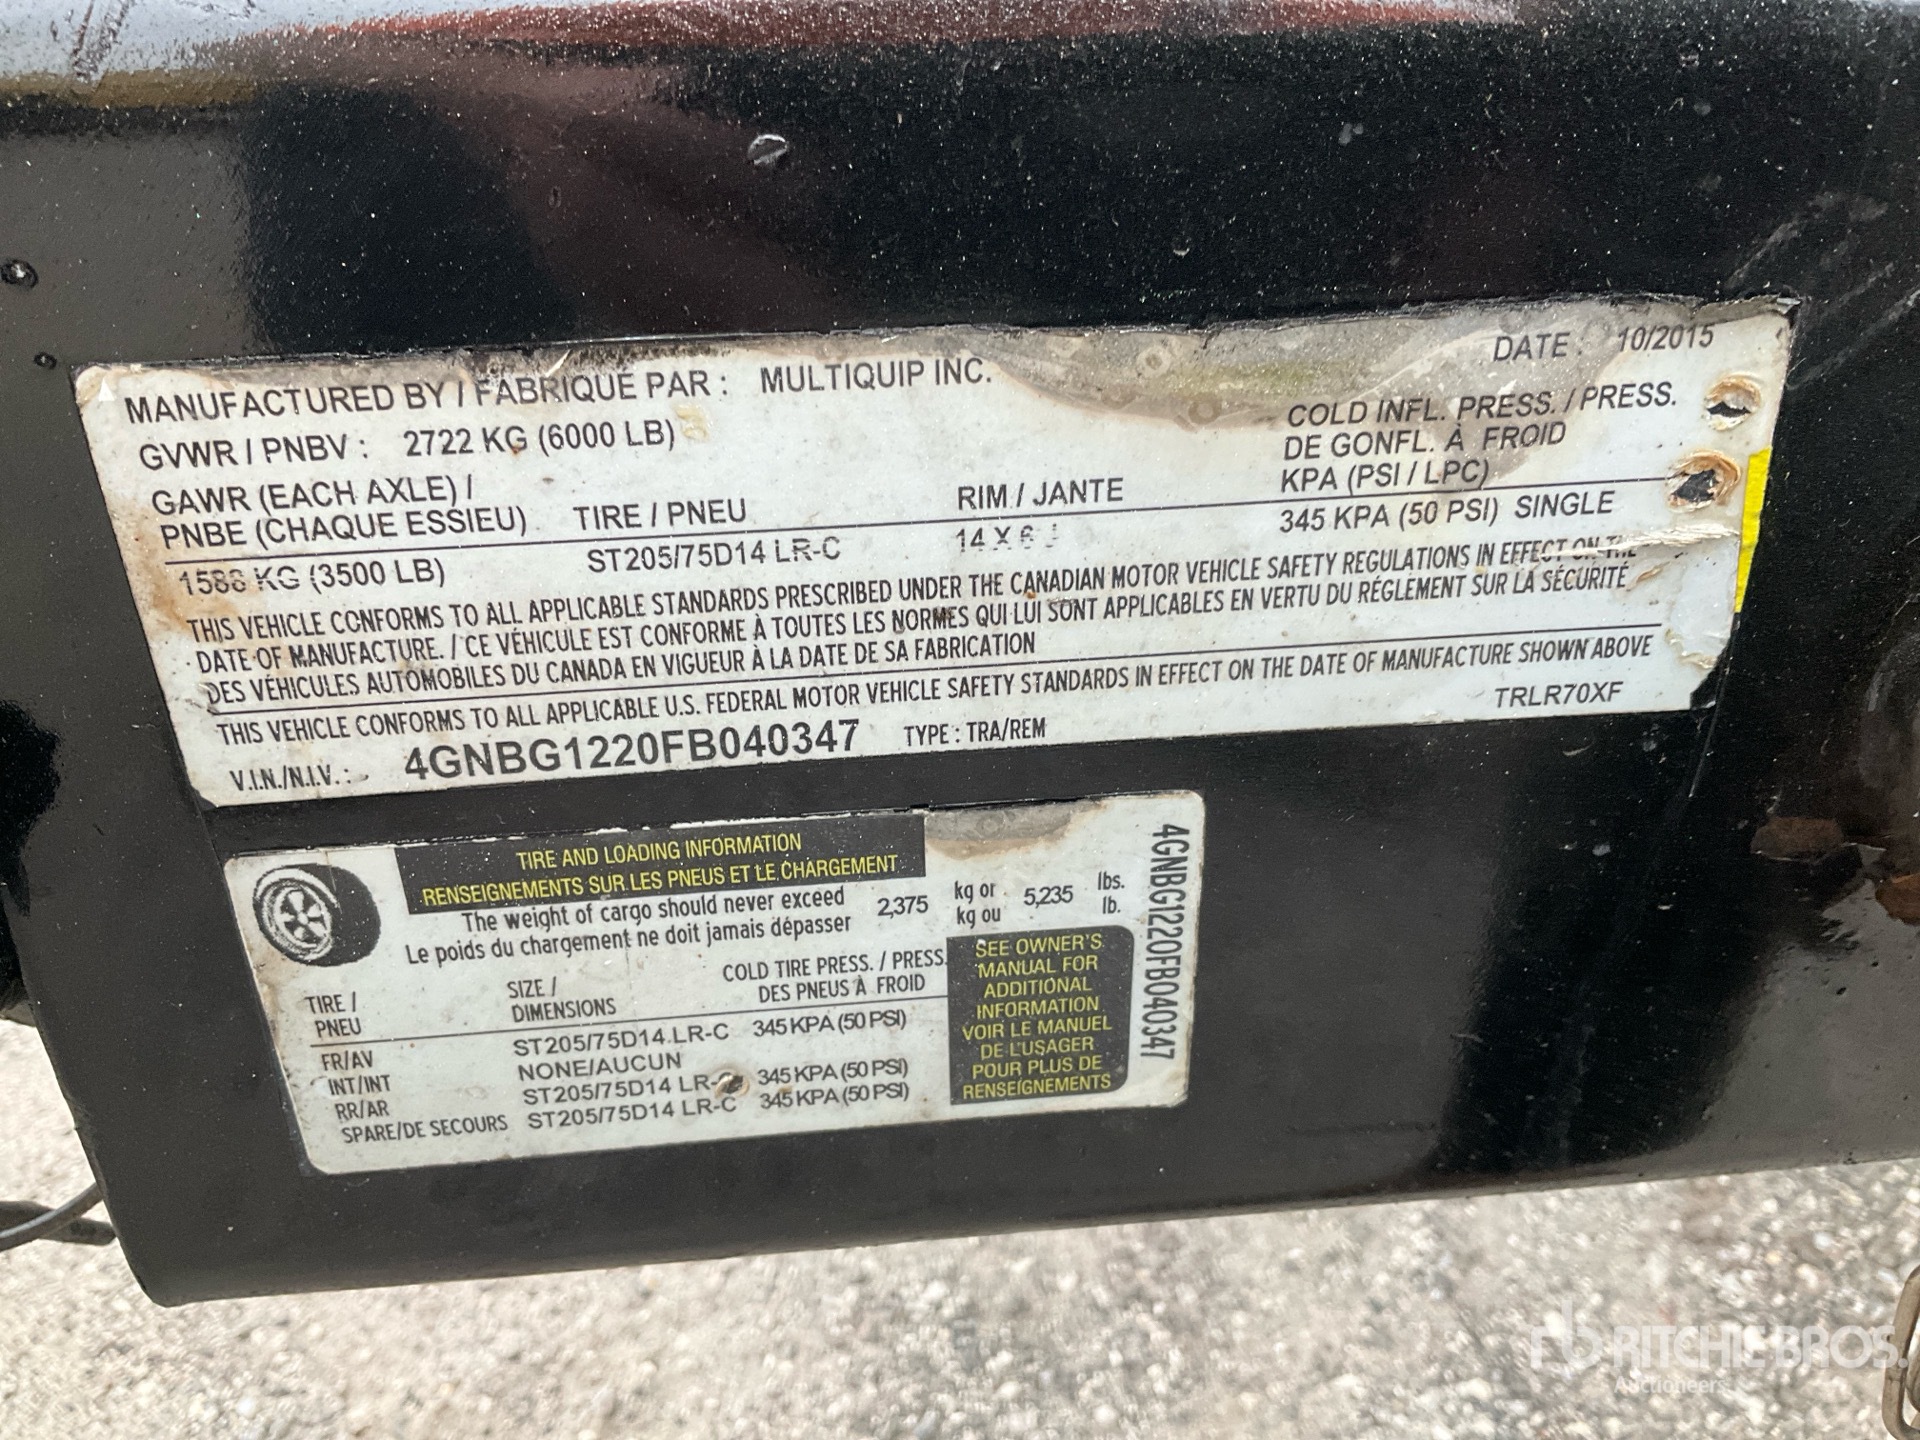 DATE : 10/2015
MANUFACTURED BY / FABRIQUÉ PAR : MULTIQUIP INC.
GVWR / PNBV : 2722 KG (6000 LB)
COLD INFL. PRESS. / PRESS.
DE GONFL. À FROID
KPA (PSI / LPC)
GAWR (EACH AXLE) /
PNBE (CHAQUE ESSIEU) TIRE / PNEU RIM / JANTE
1588 KG (3500 LB) ST205/75D14 LR-C 14 X 6 J 345 KPA (50 PSI) SINGLE
THIS VEHICLE CONFORMS TO ALL APPLICABLE STANDARDS PRESCRIBED UNDER THE CANADIAN MOTOR VEHICLE SAFETY REGULATIONS IN EFFECT ON THE
DATE OF MANUFACTURE. / CE VÉHICULE EST CONFORME À TOUTES LES NORMES QUI LUI SONT APPLICABLES EN VERTU DU RÉGLEMENT SUR LA SÉCURITÉ
DES VÉHICULES AUTOMOBILES DU CANADA EN VIGUEUR À LA DATE DE SA FABRICATION
THIS VEHICLE CONFORMS TO ALL APPLICABLE U.S. FEDERAL MOTOR VEHICLE SAFETY STANDARDS IN EFFECT ON THE DATE OF MANUFACTURE SHOWN ABOVE
V.I.N./N.I.V. : 4GNBG1220FB040347 TYPE : TRA/REM TRLR70XF
TIRE AND LOADING INFORMATION
RENSEIGNEMENTS SUR LES PNEUS ET LE CHARGEMENT
The weight of cargo should never exceed 2,375 kg or 5,235 lbs.
Le poids du chargement ne doit jamais dépasser kg ou lb.
TIRE / SIZE / COLD TIRE PRESS. / PRESS.
PNEU DIMENSIONS DES PNEUS À FROID
FR/AV ST205/75D14 LR-C 345 KPA (50 PSI)
INT/INT NONE/AUCUN
RR/AR ST205/75D14 LR-C 345 KPA (50 PSI)
SPARE/DE SECOURS ST205/75D14 LR-C 345 KPA (50 PSI)
SEE OWNER'S
MANUAL FOR
ADDITIONAL
INFORMATION
VOIR LE MANUEL
DE L'USAGER
POUR PLUS DE
RENSEIGNEMENTS
4GNBG1220FB040347
rb RITCHIE BROS.
Auctioneers